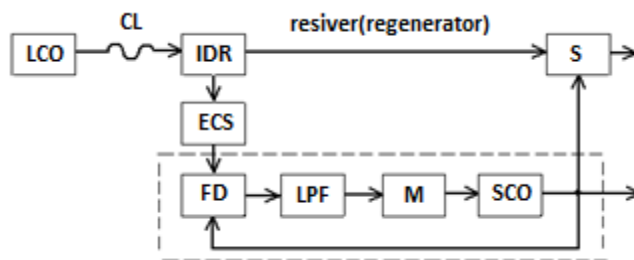 CL
resiver(regenerator)
LCO
IDR
S
ECS
FD
LPF
M
SCO